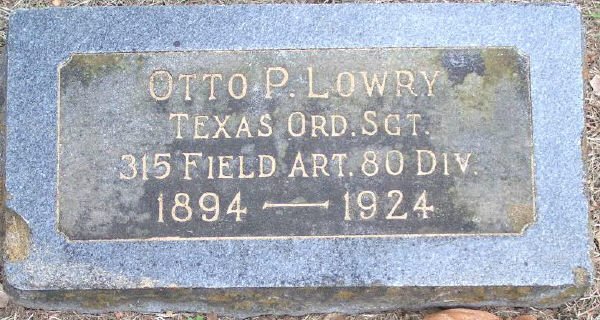 OTTO P. LOWRY
TEXAS ORD. SGT.
315 FIELD ART. 80 DIV.
1894 — 1924